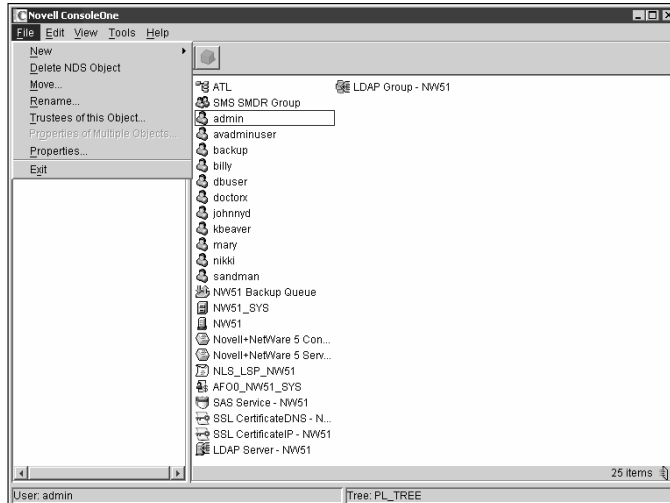 Novell ConsoleOne
File Edit View Tools Help
New
Delete NDS Object
Move...
Rename...
Trustees of this Object...
Properties of Multiple Objects...
Properties...
Exit
ATL
SMS SMDR Group
admin
avadminuser
backup
billy
dbuser
doctorx
johnnyd
kbeaver
mary
nikki
sandman
NW51 Backup Queue
NW51_SYS
NW51
Novell+NetWare 5 Con...
Novell+NetWare 5 Serv...
NLS_LSP_NW51
AFO0_NW51_SYS
SAS Service - NW51
SSL CertificateDNS - N...
SSL CertificateIP - NW51
LDAP Server - NW51
LDAP Group - NW51
25 items
User: admin
Tree: PL_TREE